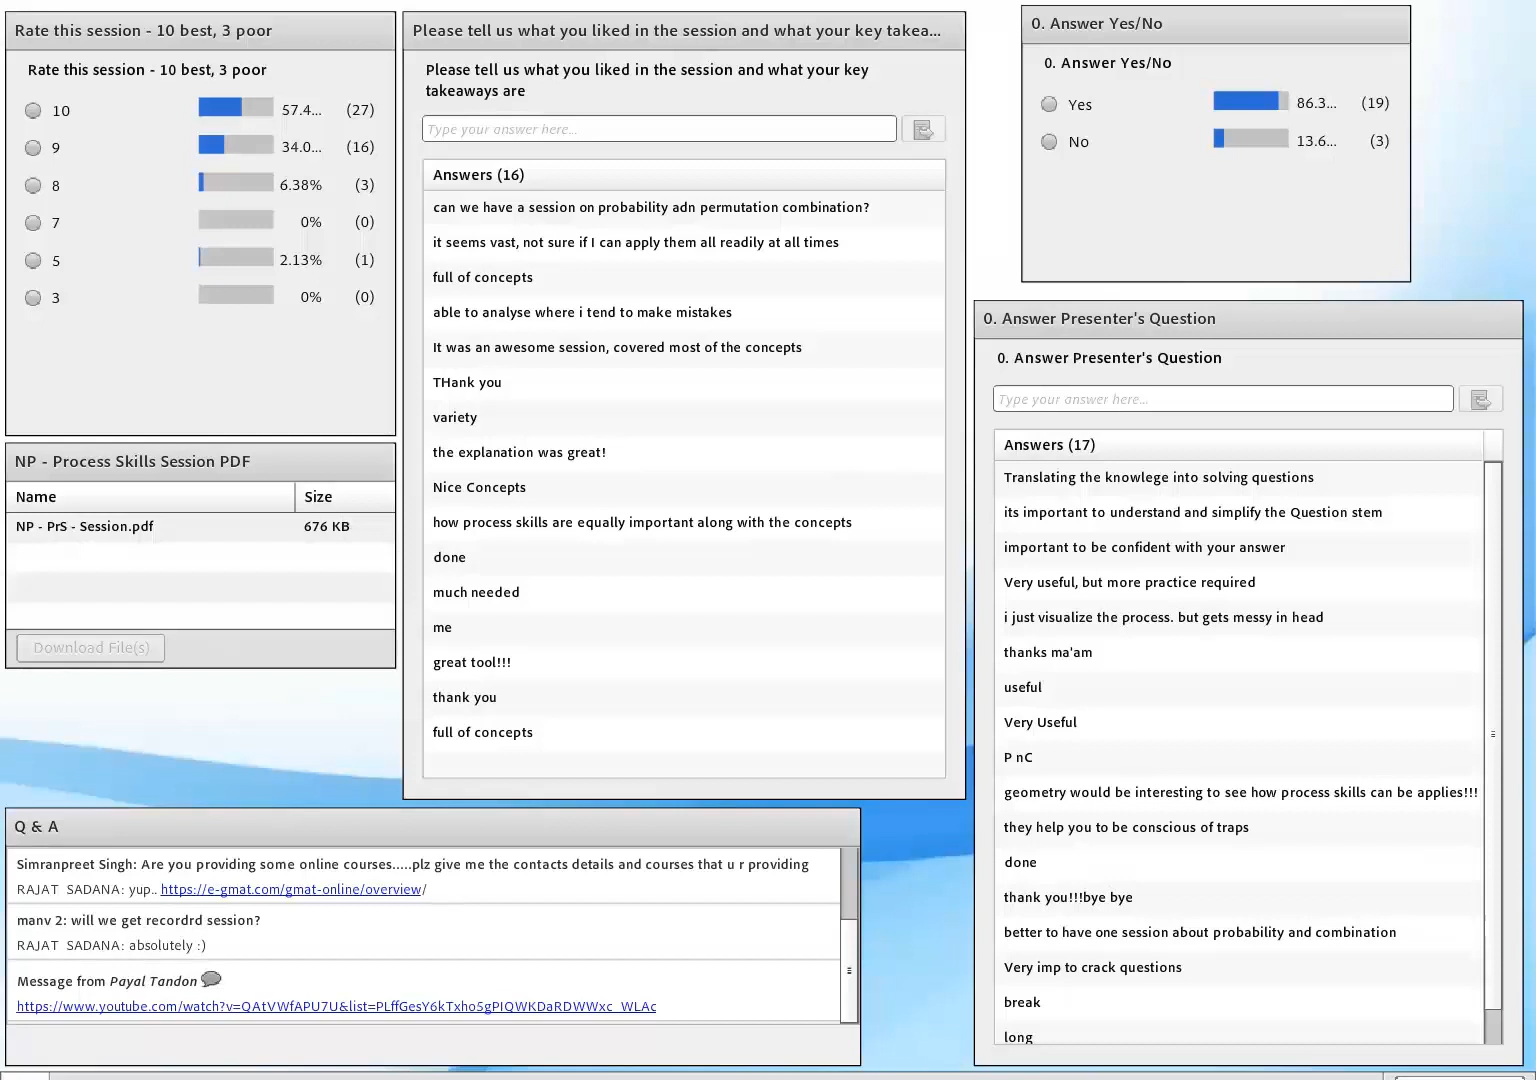 Rate this session - 10 best, 3 poor
Rate this session - 10 best, 3 poor
10 57.4... (27)
9 34.0... (16)
8 6.38% (3)
7 0% (0)
5 2.13% (1)
3 0% (0)
NP - Process Skills Session PDF
Name Size
NP - PrS - Session.pdf 676 KB
Download File(s)
Please tell us what you liked in the session and what your key takea...
Please tell us what you liked in the session and what your key
takeaways are
Type your answer here...
Answers (16)
can we have a session on probability adn permutation combination?
it seems vast, not sure if I can apply them all readily at all times
full of concepts
able to analyse where i tend to make mistakes
It was an awesome session, covered most of the concepts
THank you
variety
the explanation was great!
Nice Concepts
how process skills are equally important along with the concepts
done
much needed
me
great tool!!!
thank you
full of concepts
0. Answer Yes/No
0. Answer Yes/No
Yes 86.3... (19)
No 13.6... (3)
0. Answer Presenter's Question
0. Answer Presenter's Question
Type your answer here...
Answers (17)
Translating the knowlege into solving questions
its important to understand and simplify the Question stem
important to be confident with your answer
Very useful, but more practice required
i just visualize the process. but gets messy in head
thanks ma'am
useful
Very Useful
P nC
geometry would be interesting to see how process skills can be applies!!!
they help you to be conscious of traps
done
thank you!!!bye bye
better to have one session about probability and combination
Very imp to crack questions
break
long
Q & A
Simranpreet Singh: Are you providing some online courses.....plz give me the contacts details and courses that u r providing
RAJAT SADANA: yup.. https://e-gmat.com/gmat-online/overview/
manv 2: will we get recordrd session?
RAJAT SADANA: absolutely :)
Message from Payal Tandon
https://www.youtube.com/watch?v=QAtVWfAPU7U&list=PLffGesY6kTxho5gPIQWKDaRDWWxc_WLAc